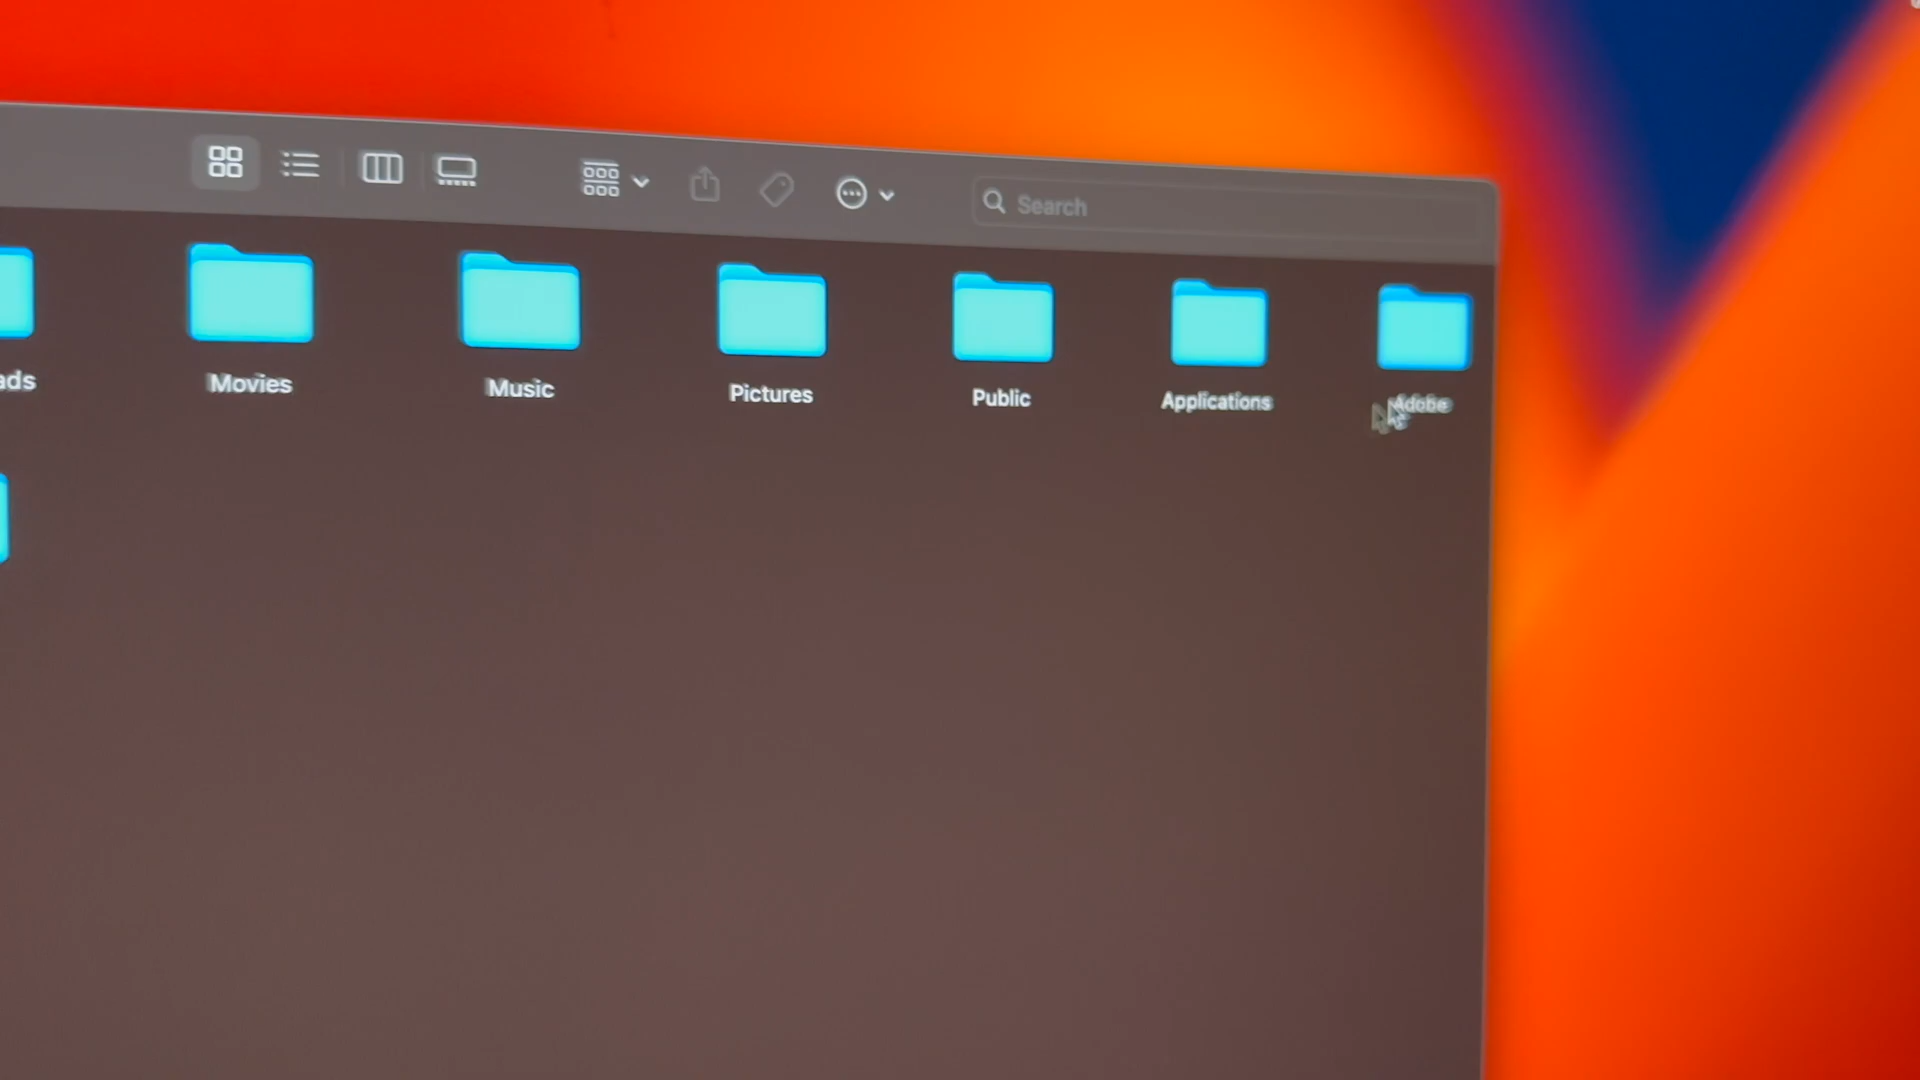 Search
ads
Movies
Music
Pictures
Public
Applications
Adobe